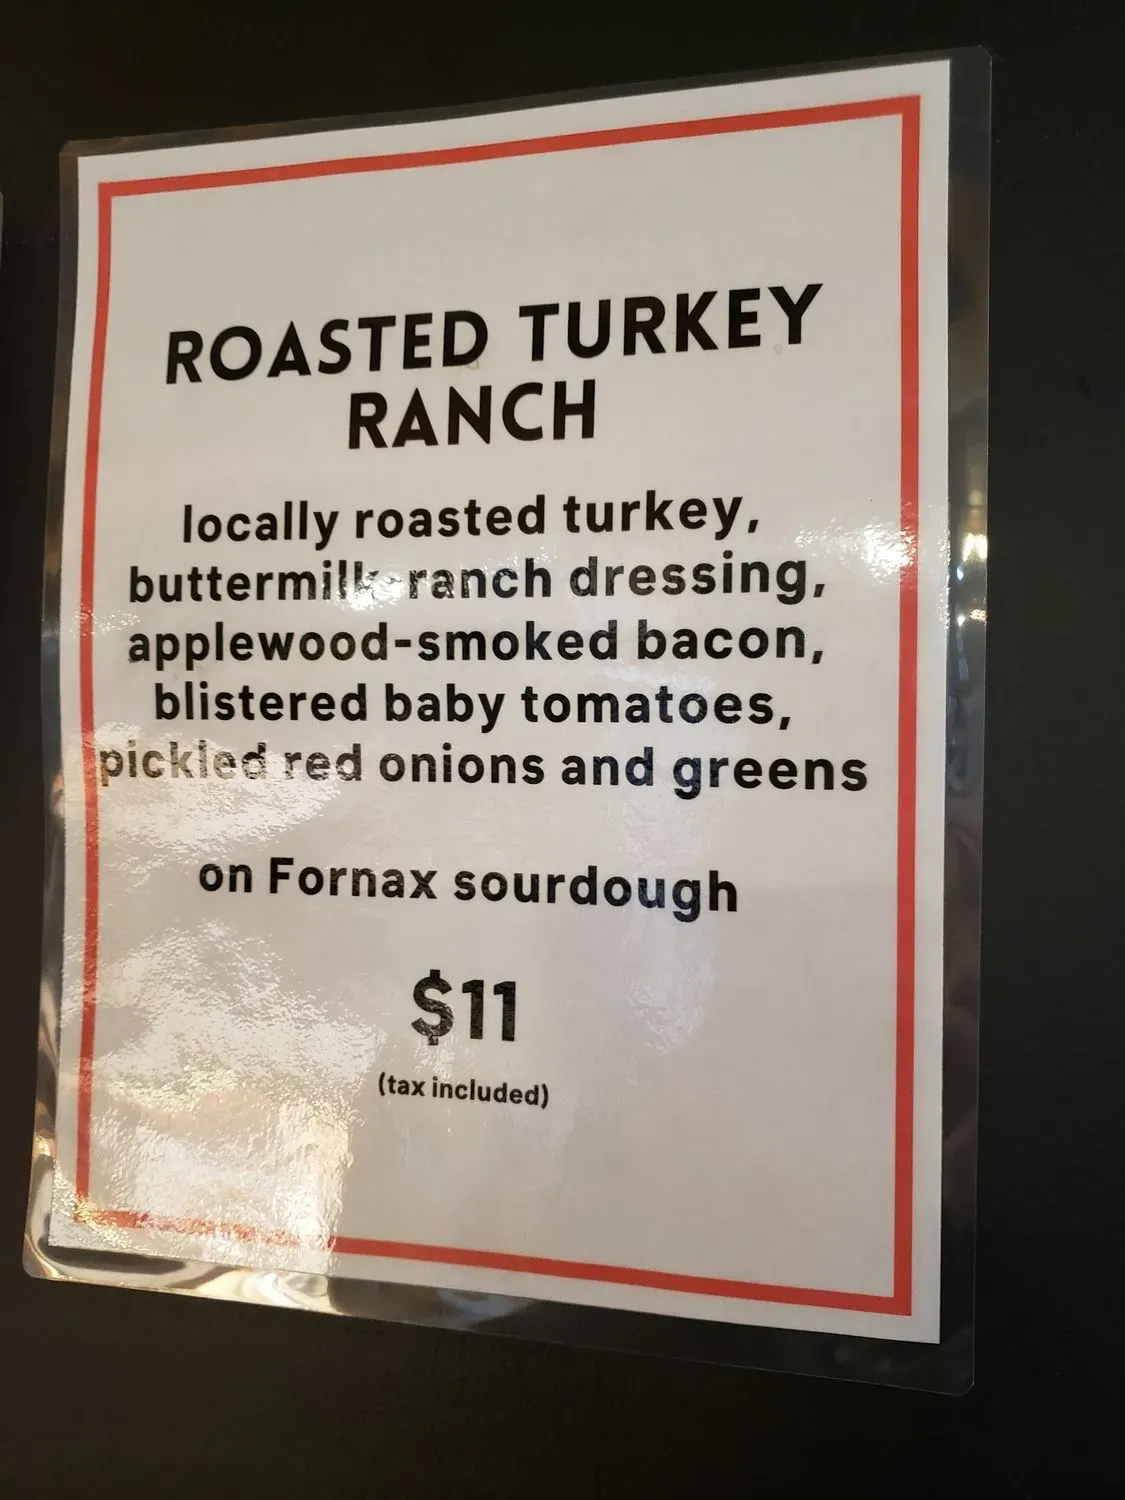 ROASTED TURKEY
RANCH
locally roasted turkey,
buttermilk-ranch dressing,
applewood-smoked bacon,
blistered baby tomatoes,
pickled red onions and greens
on Fornax sourdough
$11
(tax included)